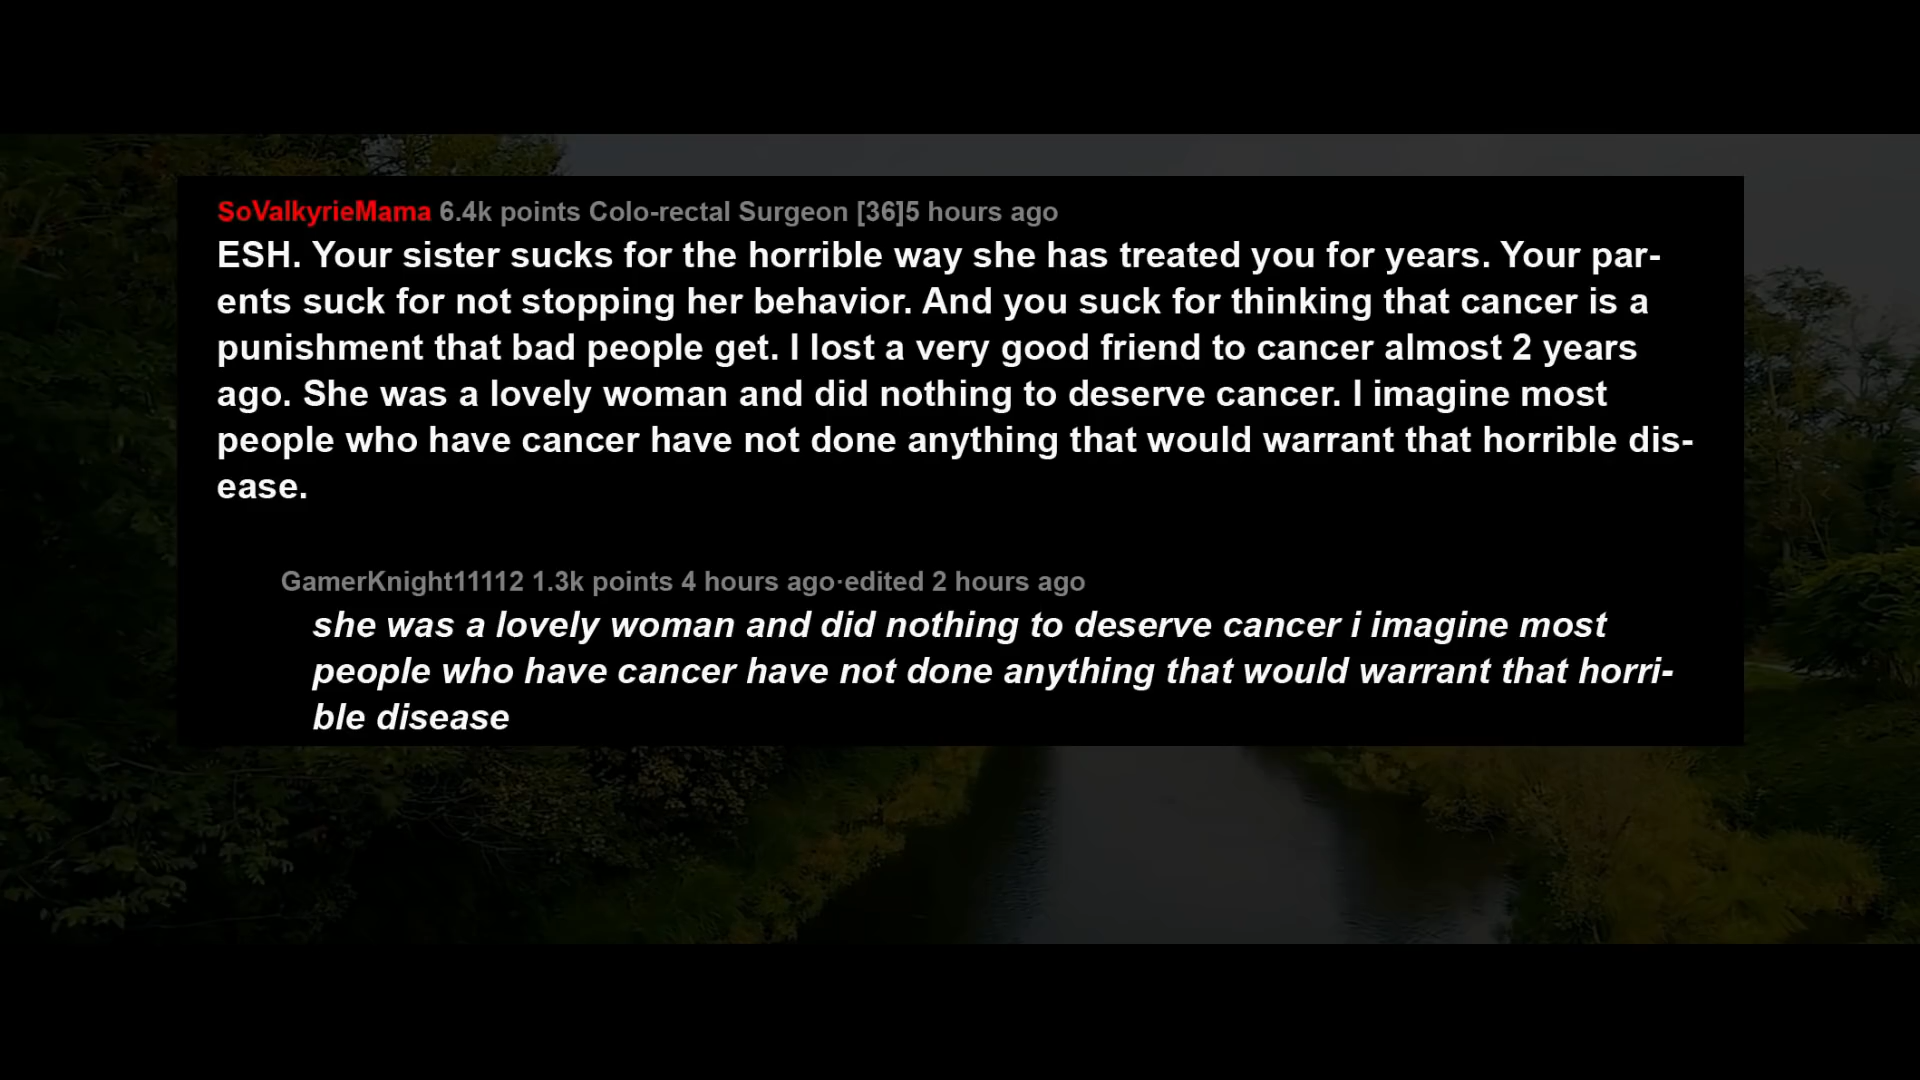 SoValkyrieMama 6.4k points Colo-rectal Surgeon [36]5 hours ago
ESH. Your sister sucks for the horrible way she has treated you for years. Your par-
ents suck for not stopping her behavior. And you suck for thinking that cancer is a
punishment that bad people get. I lost a very good friend to cancer almost 2 years
ago. She was a lovely woman and did nothing to deserve cancer. I imagine most
people who have cancer have not done anything that would warrant that horrible dis-
ease.
GamerKnight11112 1.3k points 4 hours ago·edited 2 hours ago
she was a lovely woman and did nothing to deserve cancer i imagine most
people who have cancer have not done anything that would warrant that horri-
ble disease